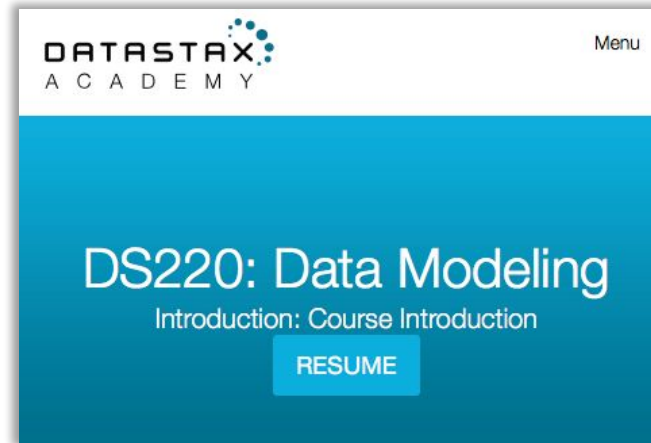 DATASTAX
ACADEMY
Menu
DS220: Data Modeling
Introduction: Course Introduction
RESUME